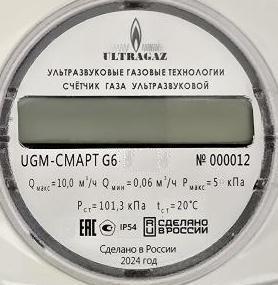 ULTRAGAZ
УЛЬТРАЗВУКОВЫЕ ГАЗОВЫЕ ТЕХНОЛОГИИ
СЧЁТЧИК ГАЗА УЛЬТРАЗВУКОВОЙ
UGM-СМАРТ G6 № 000012
Qмакс=10,0 м³/ч Qмин=0,06 м³/ч Pмакс=5 кПа
Pст=101,3 кПа tст=20°C
ЕАС IP54 СДЕЛАНО
В РОССИИ
Сделано в России
2024 год